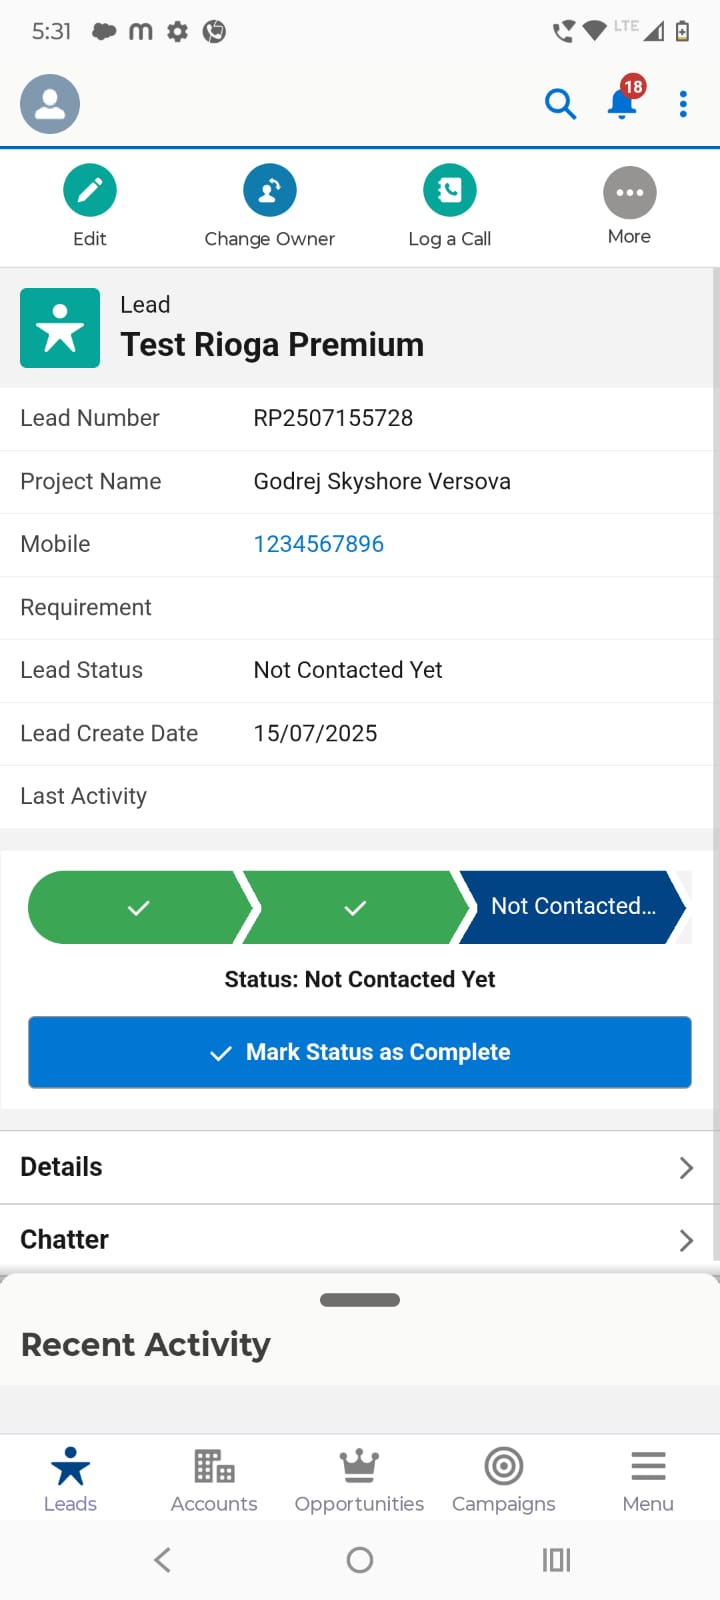 5:31
LTE
18
Edit
Change Owner
Log a Call
More
Lead
Test Rioga Premium
Lead Number RP2507155728
Project Name Godrej Skyshore Versova
Mobile 1234567896
Requirement
Lead Status Not Contacted Yet
Lead Create Date 15/07/2025
Last Activity
Not Contacted...
Status: Not Contacted Yet
Mark Status as Complete
Details
Chatter
Recent Activity
Leads
Accounts
Opportunities
Campaigns
Menu